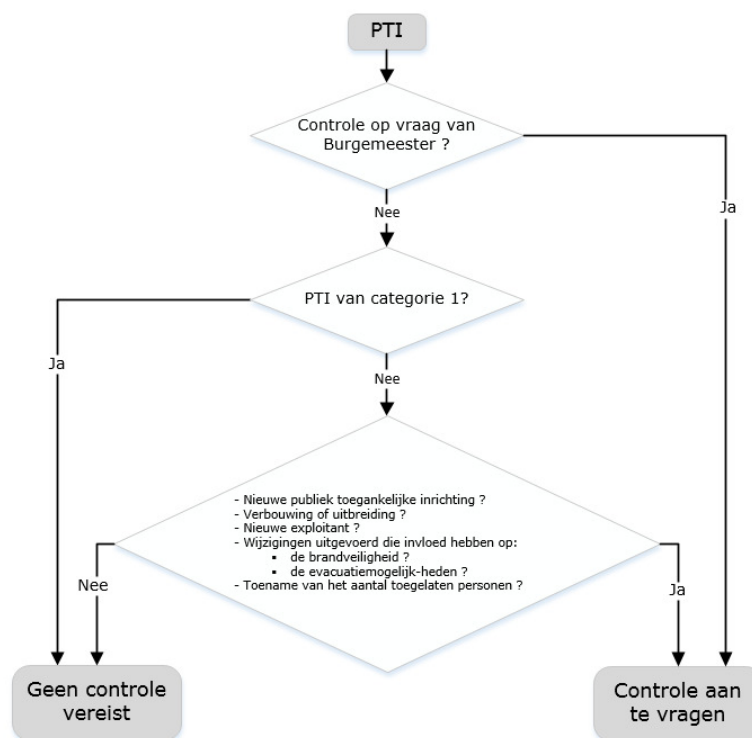 PTI
Controle op vraag van
Burgemeester ?
Ja
Nee
PTI van categorie 1?
Ja
Nee
- Nieuwe publiek toegankelijke inrichting ?
- Verbouwing of uitbreiding ?
- Nieuwe exploitant ?
- Wijzigingen uitgevoerd die invloed hebben op:
▪ de brandveiligheid ?
▪ de evacuatiemogelijk-heden ?
- Toename van het aantal toegelaten personen ?
Nee
Ja
Geen controle
vereist
Controle aan
te vragen